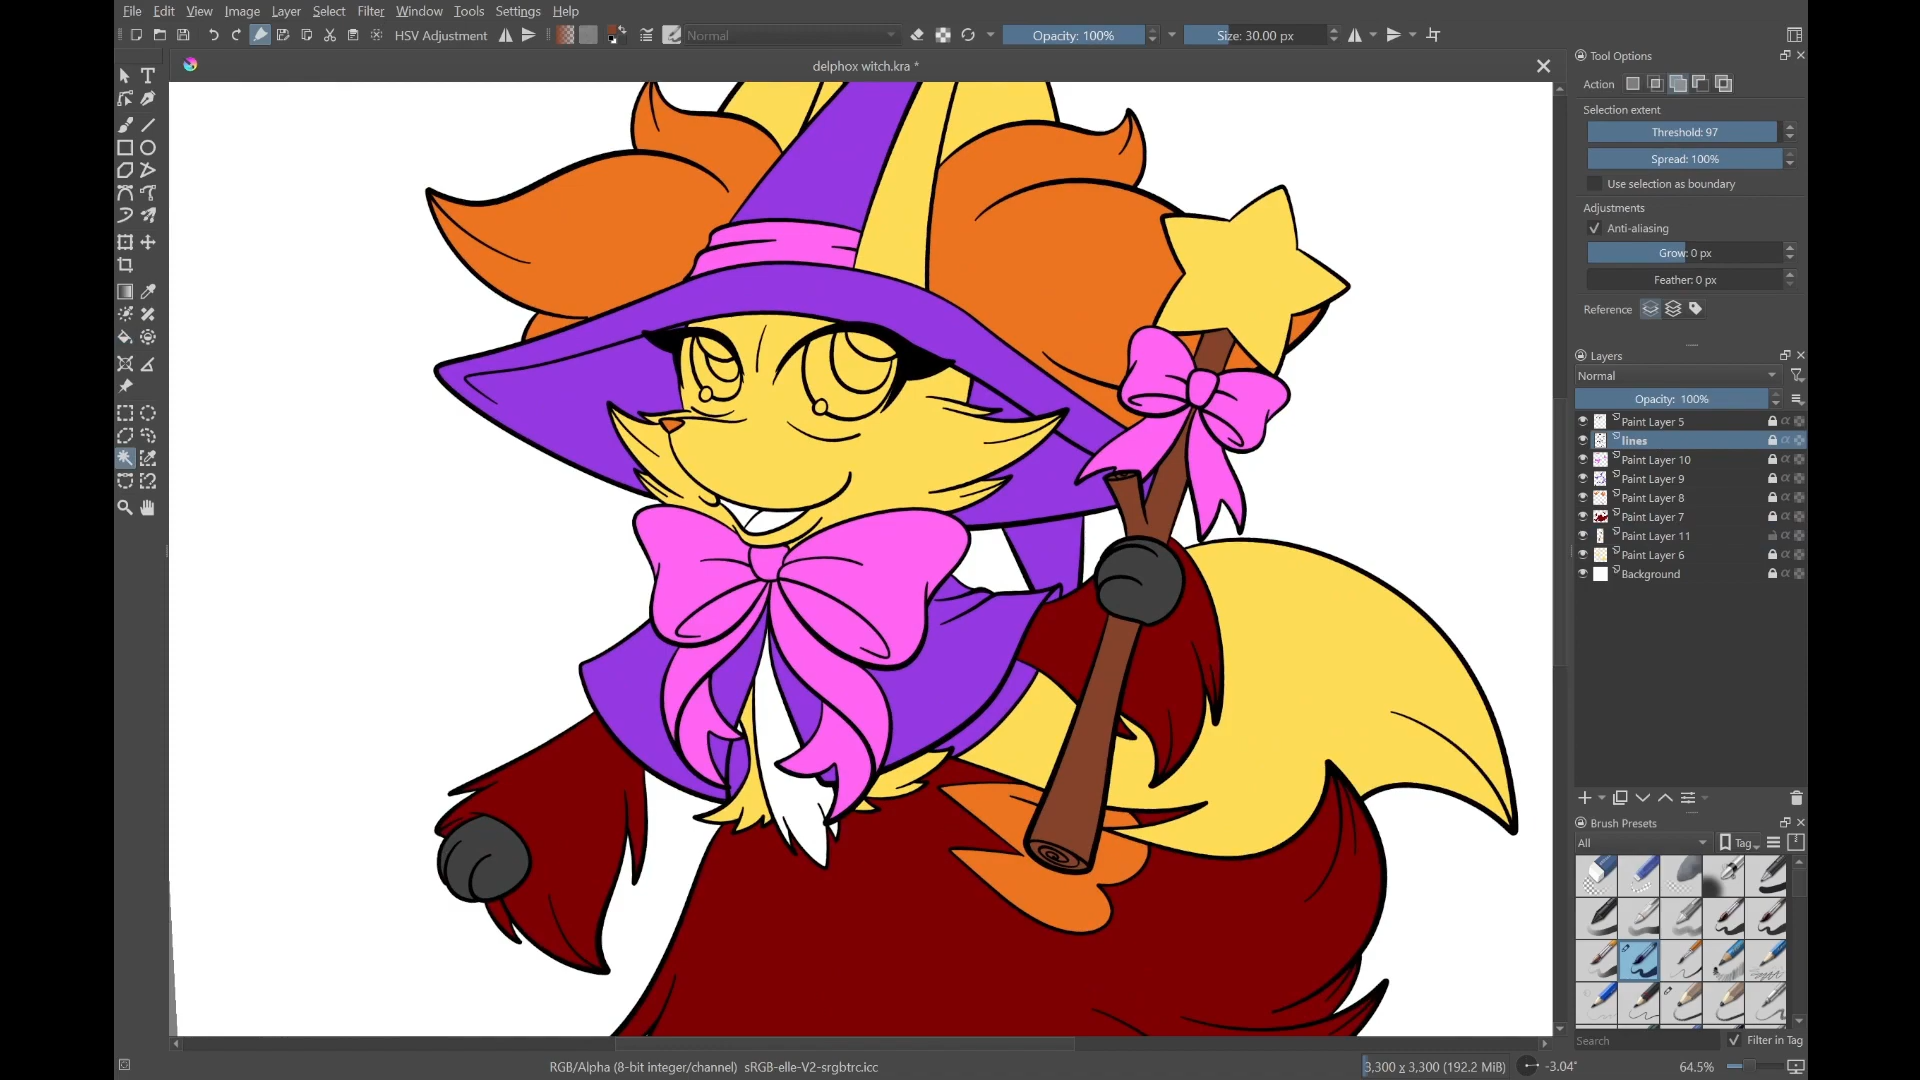 File Edit View Image Layer Select Filter Window Tools Settings Help
HSV Adjustment Normal Opacity: 100% Size: 30.00 px
delphox witch.kra *
Tool Options
Action
Selection extent
Threshold: 97
Spread: 100%
Use selection as boundary
Adjustments
Anti-aliasing
Grow: 0 px
Feather: 0 px
Reference
Layers
Normal
Opacity: 100%
Paint Layer 5
lines
Paint Layer 10
Paint Layer 9
Paint Layer 8
Paint Layer 7
Paint Layer 11
Paint Layer 6
Background
Brush Presets
All Tag
Search Filter in Tag
RGB/Alpha (8-bit integer/channel) sRGB-elle-V2-srgbtrc.icc 3,300 x 3,300 (192.2 MiB) -3.04° 64.5%